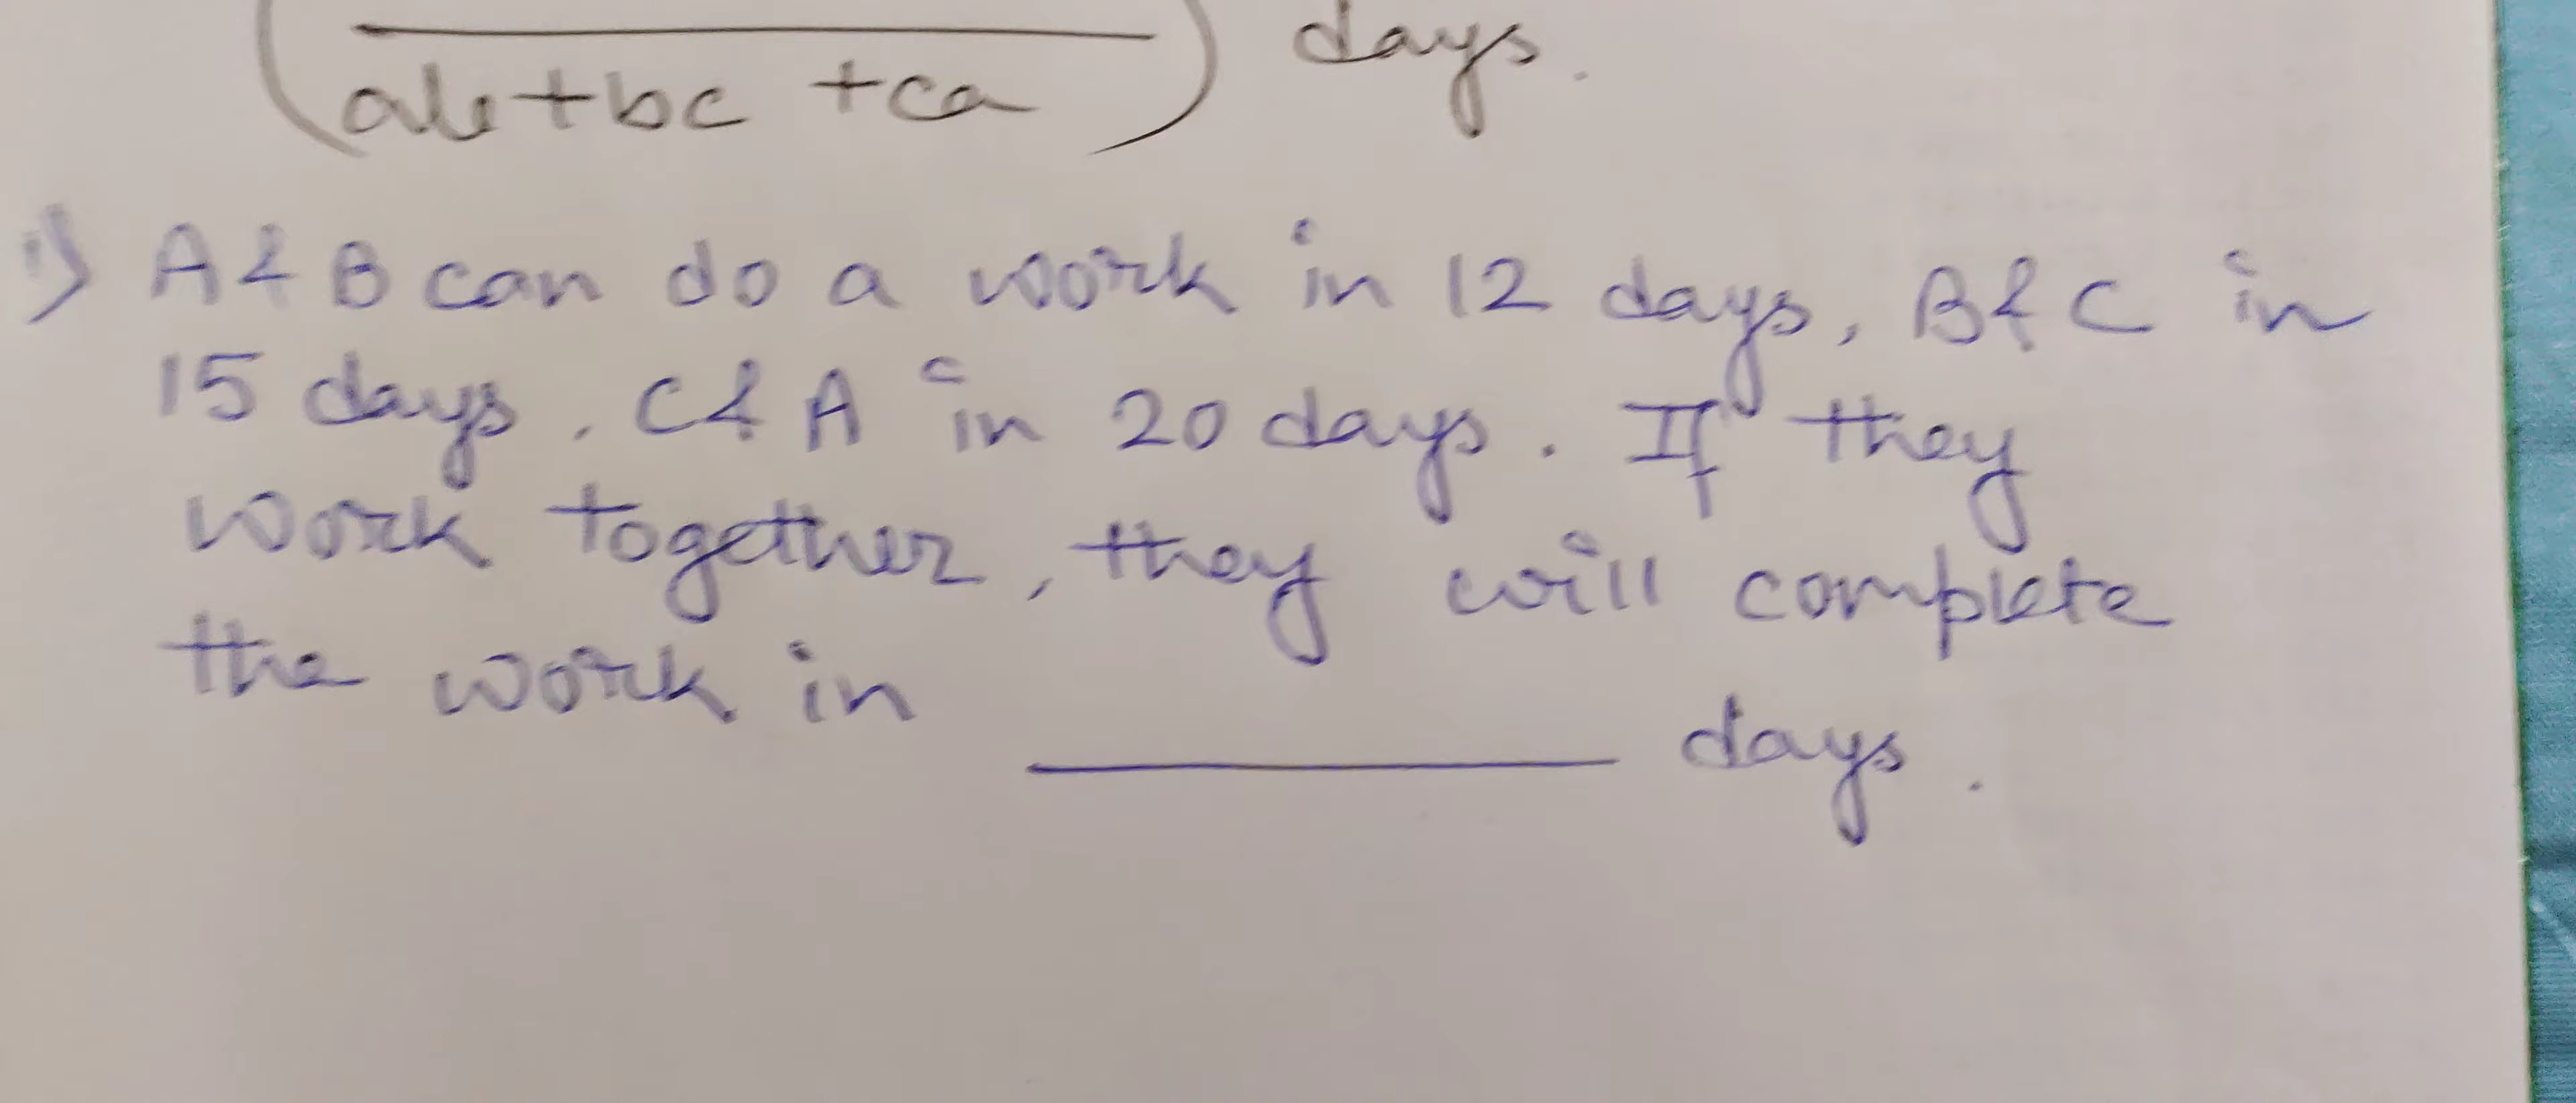 (ab+bc +ca) days.
1) A & B can do a work in 12 days, B & C in
15 days, C & A in 20 days. If they
work together, they will complete
the work in ________ days.